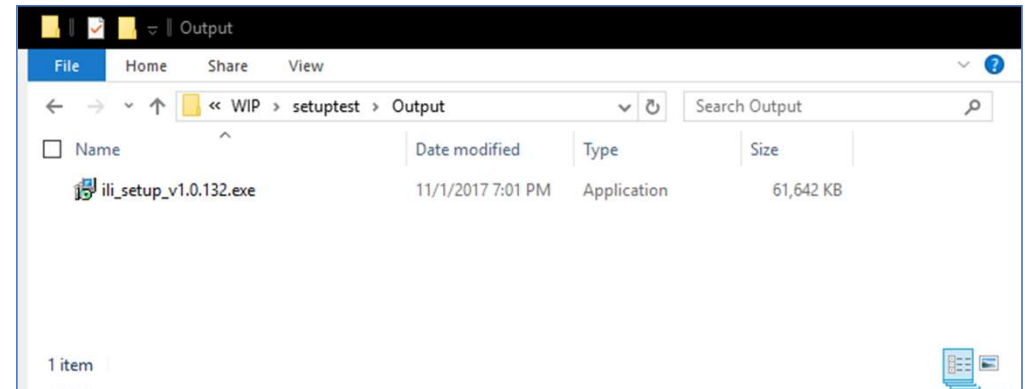 Output
File Home Share View
« WIP > setuptest > Output Search Output
Name Date modified Type Size
ili_setup_v1.0.132.exe 11/1/2017 7:01 PM Application 61,642 KB
1 item